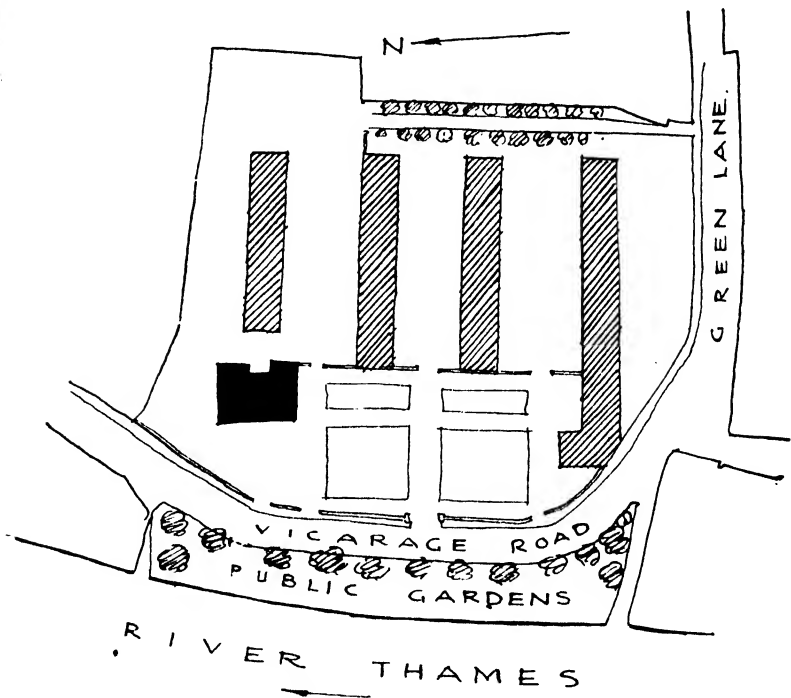 N
GREEN LANE.
VICARAGE ROAD
PUBLIC GARDENS
RIVER THAMES